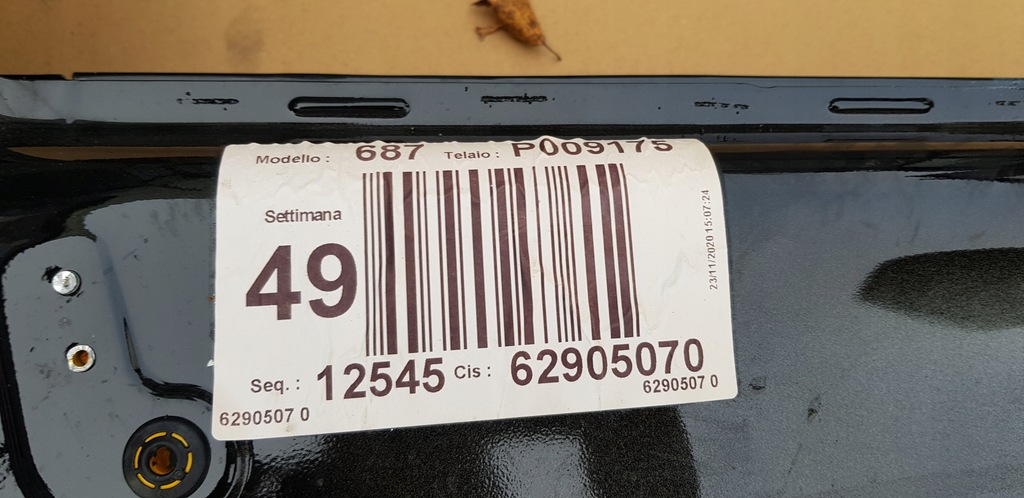 Modello : 687 Telaio : P009175
Settimana
49
23/11/2020 15:07:24
Seq. : 12545 Cis : 62905070
6290507 0
6290507 0